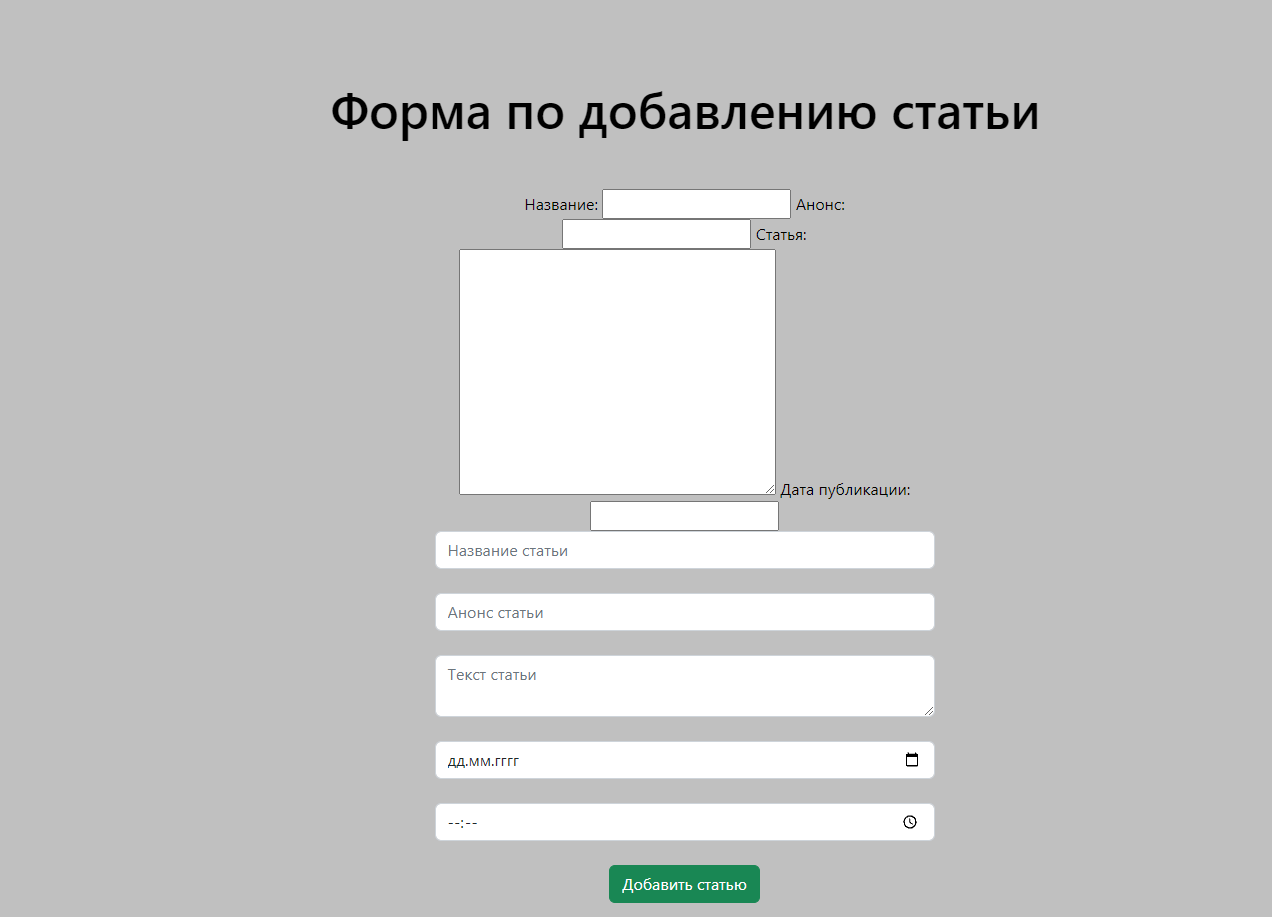 Форма по добавлению статьи
Название: Анонс:
Статья:
Дата публикации:
Название статьи
Анонс статьи
Текст статьи
дд.мм.гггг
--:--
Добавить статью